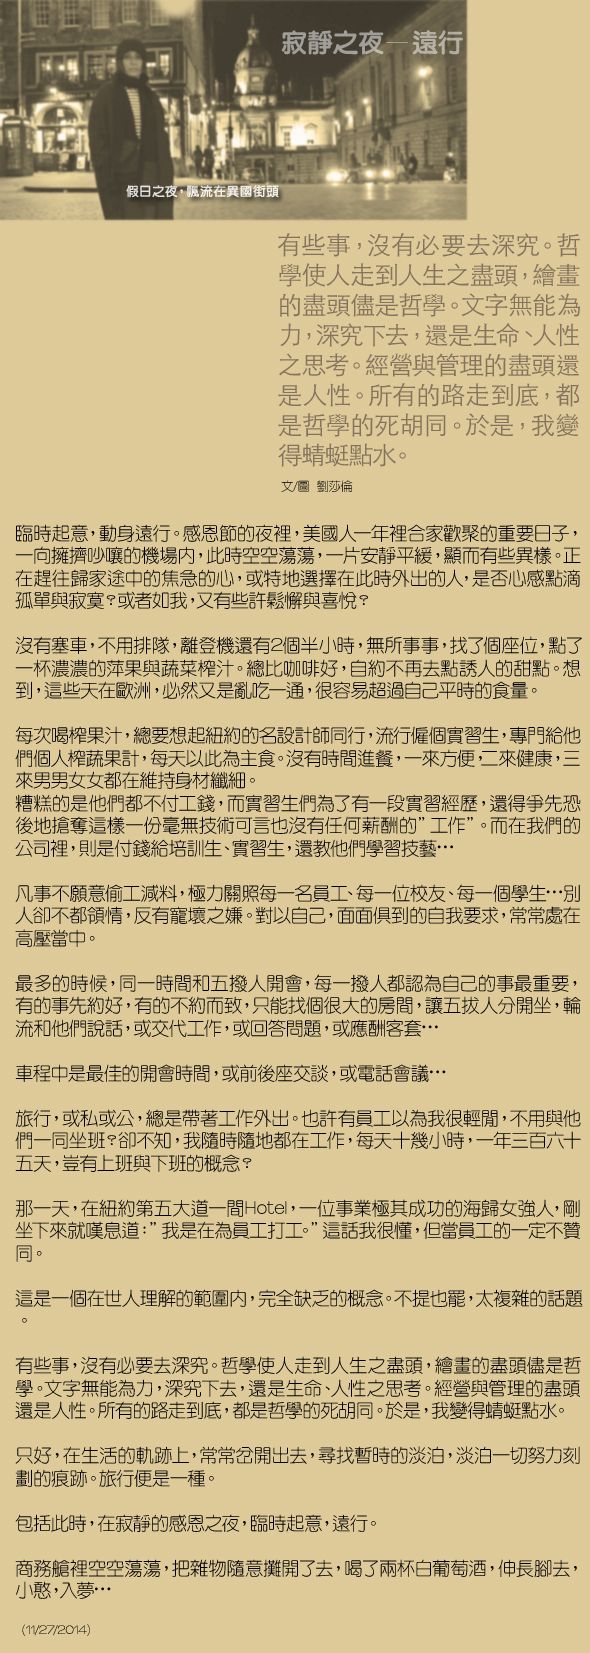 寂靜之夜—遠行
假日之夜，飄流在異國街頭
有些事，沒有必要去深究。哲
學使人走到人生之盡頭，繪畫
的盡頭儘是哲學。文字無能為
力，深究下去，還是生命、人性
之思考。經營與管理的盡頭還
是人性。所有的路走到底，都
是哲學的死胡同。於是，我變
得蜻蜓點水。
文/圖 劉莎倫
臨時起意，動身遠行。感恩節的夜裡，美國人一年裡合家歡聚的重要日子，
一向擁擠吵嚷的機場內，此時空空蕩蕩，一片安靜平緩，顯而有些異樣。正
在趕往歸家途中的焦急的心，或特地選擇在此時外出的人，是否心感點滴
孤單與寂寞？或者如我，又有些許鬆懈與喜悅？
沒有塞車，不用排隊，離登機還有2個半小時，無所事事，找了個座位，點了
一杯濃濃的萍果與蔬菜榨汁。總比咖啡好，自約不再去點誘人的甜點。想
到，這些天在歐洲，必然又是亂吃一通，很容易超過自己平時的食量。
每次喝榨果汁，總要想起紐約的名設計師同行，流行僱個實習生，專門給他
們個人榨蔬果計，每天以此為主食。沒有時間進餐，一來方便，二來健康，三
來男男女女都在維持身材纖細。
糟糕的是他們都不付工錢，而實習生們為了有一段實習經歷，還得爭先恐
後地搶奪這樣一份毫無技術可言也沒有任何薪酬的”工作”。而在我們的
公司裡，則是付錢給培訓生、實習生，還教他們學習技藝…
凡事不願意偷工減料，極力關照每一名員工、每一位校友、每一個學生…別
人卻不都領情，反有寵壞之嫌。對以自己，面面俱到的自我要求，常常處在
高壓當中。
最多的時候，同一時間和五撥人開會，每一撥人都認為自己的事最重要，
有的事先約好，有的不約而致，只能找個很大的房間，讓五拔人分開坐，輪
流和他們說話，或交代工作，或回答問題，或應酬客套…
車程中是最佳的開會時間，或前後座交談，或電話會議…
旅行，或私或公，總是帶著工作外出。也許有員工以為我很輕閒，不用與他
們一同坐班？卻不知，我隨時隨地都在工作，每天十幾小時，一年三百六十
五天，豈有上班與下班的概念？
那一天，在紐約第五大道一間Hotel，一位事業極其成功的海歸女強人，剛
坐下來就嘆息道：”我是在為員工打工。”這話我很懂，但當員工的一定不贊
同。
這是一個在世人理解的範圍內，完全缺乏的概念。不提也罷，太複雜的話題
。
有些事，沒有必要去深究。哲學使人走到人生之盡頭，繪畫的盡頭儘是哲
學。文字無能為力，深究下去，還是生命、人性之思考。經營與管理的盡頭
還是人性。所有的路走到底，都是哲學的死胡同。於是，我變得蜻蜓點水。
只好，在生活的軌跡上，常常岔開出去，尋找暫時的淡泊，淡泊一切努力刻
劃的痕跡。旅行便是一種。
包括此時，在寂靜的感恩之夜，臨時起意，遠行。
商務艙裡空空蕩蕩，把雜物隨意攤開了去，喝了兩杯白葡萄酒，伸長腳去，
小憨，入夢…
（11/27/2014）